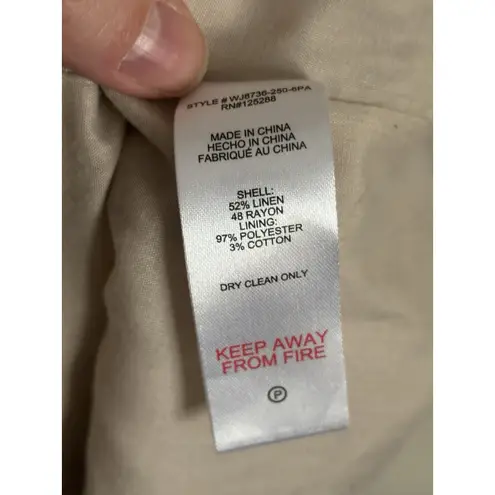 STYLE # WJ8736-250-6PA
RN#125288
MADE IN CHINA
HECHO IN CHINA
FABRIQUÉ AU CHINA
SHELL:
52% LINEN
48 RAYON
LINING:
97% POLYESTER
3% COTTON
DRY CLEAN ONLY
KEEP AWAY
FROM FIRE
P